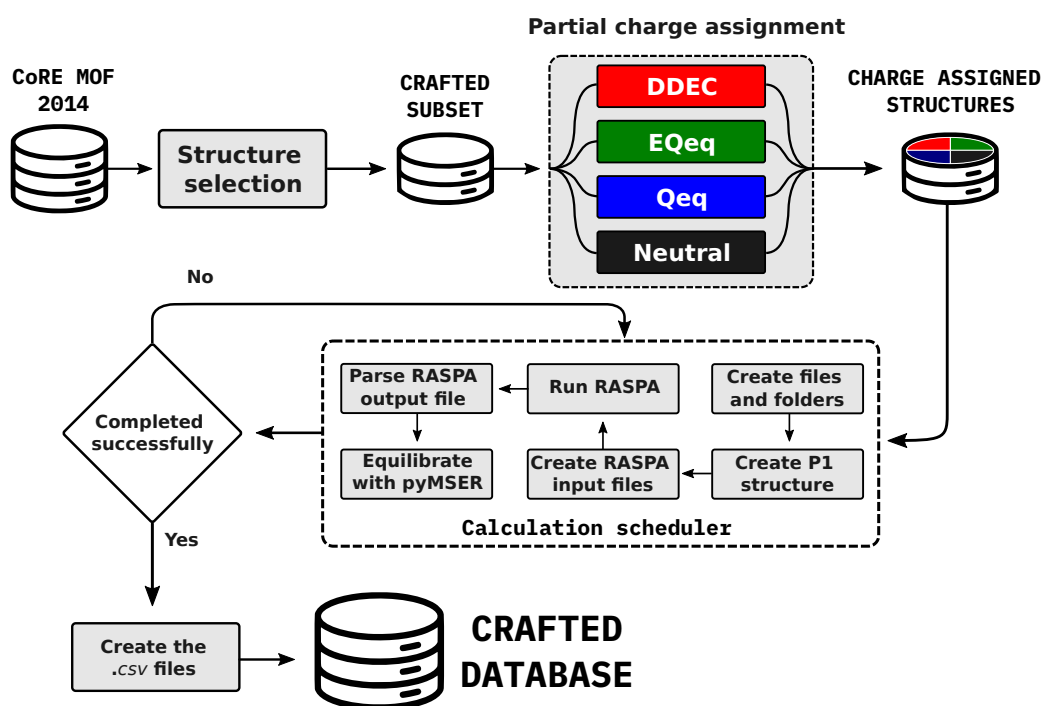 Partial charge assignment
CoRE MOF
2014
Structure
selection
CRAFTED
SUBSET
DDEC
EQeq
Qeq
Neutral
CHARGE ASSIGNED
STRUCTURES
No
Completed
successfully
Yes
Parse RASPA
output file
Run RASPA
Create files
and folders
Equilibrate
with pyMSER
Create RASPA
input files
Create P1
structure
Calculation scheduler
Create the
.csv files
CRAFTED
DATABASE